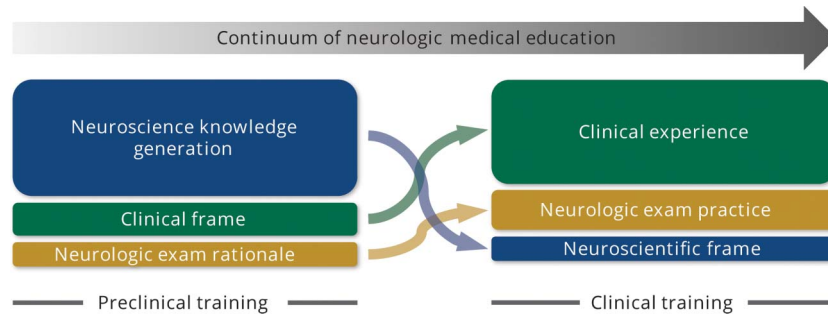 Continuum of neurologic medical education
Neuroscience knowledge
generation
Clinical frame
Neurologic exam rationale
Preclinical training
Clinical experience
Neurologic exam practice
Neuroscientific frame
Clinical training